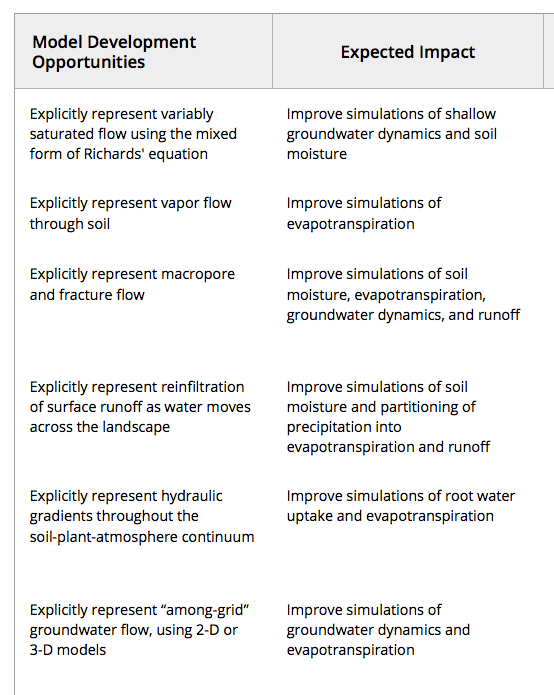 Model Development
Opportunities
Expected Impact
Explicitly represent variably
saturated flow using the mixed
form of Richards' equation
Improve simulations of shallow
groundwater dynamics and soil
moisture
Explicitly represent vapor flow
through soil
Improve simulations of
evapotranspiration
Explicitly represent macropore
and fracture flow
Improve simulations of soil
moisture, evapotranspiration,
groundwater dynamics, and runoff
Explicitly represent reinfiltration
of surface runoff as water moves
across the landscape
Improve simulations of soil
moisture and partitioning of
precipitation into
evapotranspiration and runoff
Explicitly represent hydraulic
gradients throughout the
soil-plant-atmosphere continuum
Improve simulations of root water
uptake and evapotranspiration
Explicitly represent “among-grid”
groundwater flow, using 2-D or
3-D models
Improve simulations of
groundwater dynamics and
evapotranspiration